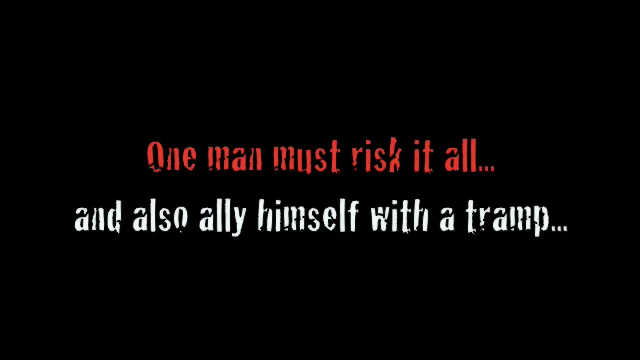 One man must risk it all...
and also ally himself with a tramp...